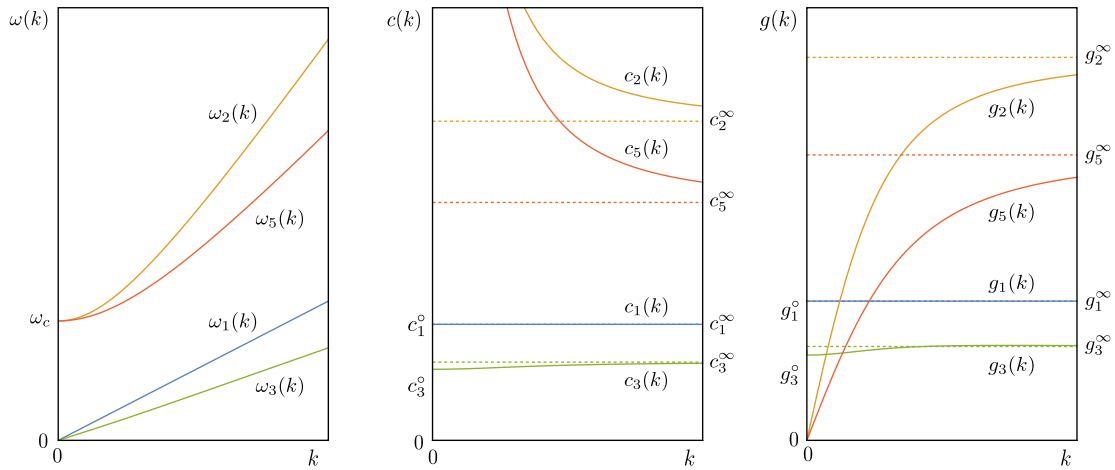 ω(k)
ω₂(k)
ω₅(k)
ω_c
ω₁(k)
ω₃(k)
0
0
k
c(k)
c₂(k)
c₂^∞
c₅(k)
c₅^∞
c₁(k)
c₁°
c₁^∞
c₃^∞
c₃°
c₃(k)
0
0
k
g(k)
g₂^∞
g₂(k)
g₅^∞
g₅(k)
g₁(k)
g₁°
g₁^∞
g₃^∞
g₃°
g₃(k)
0
0
k